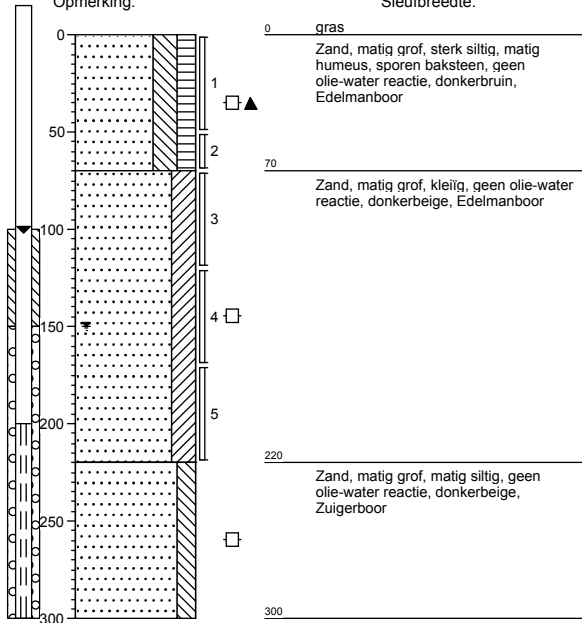 Opmerking:
Sleufbreedte:
0
50
100
150
200
250
300
1
2
3
4
5
0
gras
Zand, matig grof, sterk siltig, matig
humeus, sporen baksteen, geen
olie-water reactie, donkerbruin,
Edelmanboor
70
Zand, matig grof, kleiïg, geen olie-water
reactie, donkerbeige, Edelmanboor
220
Zand, matig grof, matig siltig, geen
olie-water reactie, donkerbeige,
Zuigerboor
300